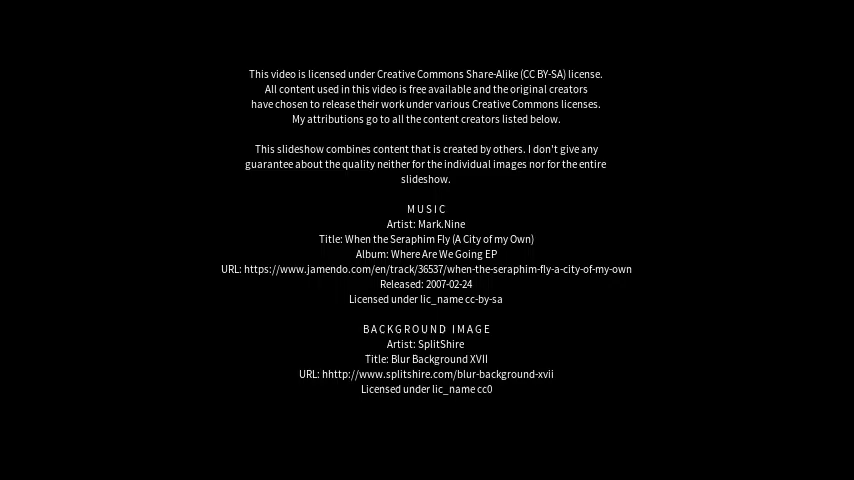 This video is licensed under Creative Commons Share-Alike (CC BY-SA) license.
All content used in this video is free available and the original creators
have chosen to release their work under various Creative Commons licenses.
My attributions go to all the content creators listed below.
This slideshow combines content that is created by others. I don't give any
guarantee about the quality neither for the individual images nor for the entire
slideshow.
MUSIC
Artist: Mark.Nine
Title: When the Seraphim Fly (A City of my Own)
Album: Where Are We Going EP
URL: https://www.jamendo.com/en/track/36537/when-the-seraphim-fly-a-city-of-my-own
Released: 2007-02-24
Licensed under lic_name cc-by-sa
BACKGROUND IMAGE
Artist: SplitShire
Title: Blur Background XVII
URL: hhttp://www.splitshire.com/blur-background-xvii
Licensed under lic_name cc0